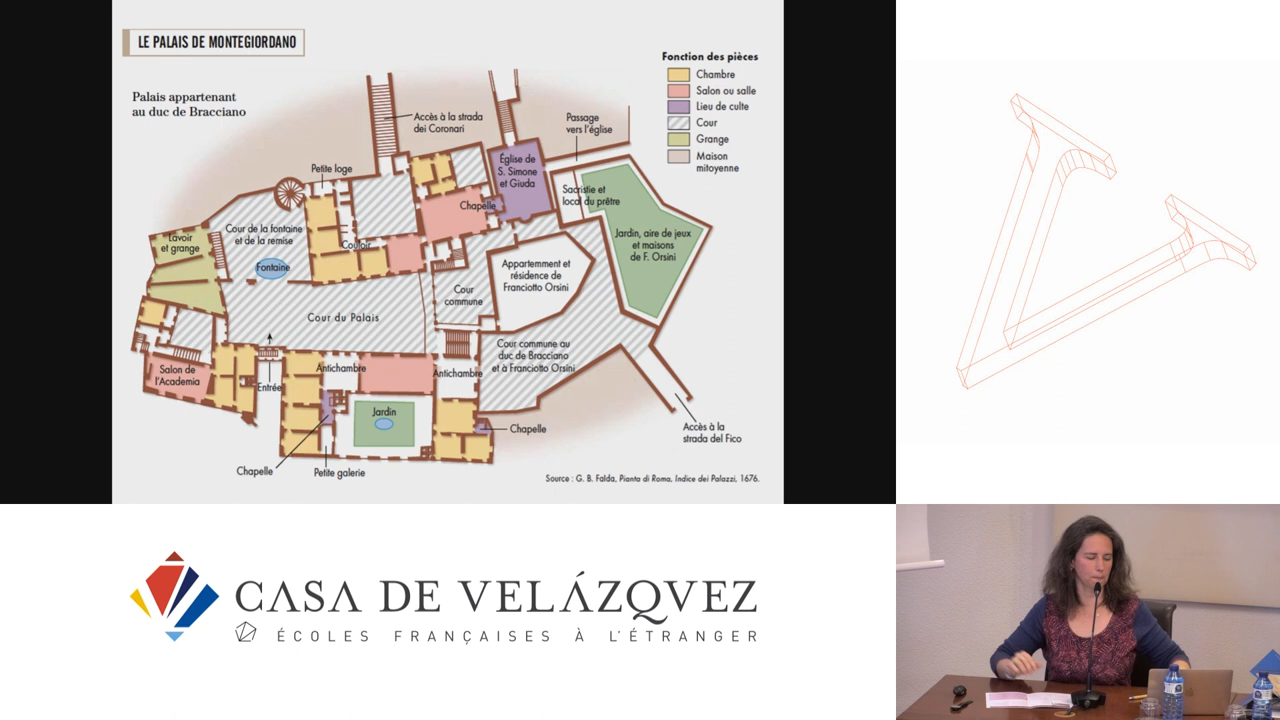 LE PALAIS DE MONTEGIORDANO
Palais appartenant
au duc de Bracciano
Fonction des pièces
Chambre
Salon ou salle
Lieu de culte
Cour
Grange
Maison
mitoyenne
Accès à la strada
dei Coronari
Passage
vers l'église
Petite loge
Église de
S. Simone
et Giuda
Sacristie et
local du prêtre
Chapelle
Lavoir
et grange
Cour de la fontaine
et de la remise
Couloir
Fontaine
Jardin, aire de jeux
et maisons
de F. Orsini
Appartemment et
résidence de
Franciotto Orsini
Cour
commune
Cour du Palais
Cour commune au
duc de Bracciano
et à Franciotto Orsini
Salon de
l'Academia
Entrée
Antichambre
Antichambre
Jardin
Chapelle
Accès à la
strada del Fico
Chapelle
Petite galerie
Source : G. B. Falda, Pianta di Roma, Indice dei Palazzi, 1676.
CASA DE VELÁZQVEZ
ÉCOLES FRANÇAISES À L'ÉTRANGER